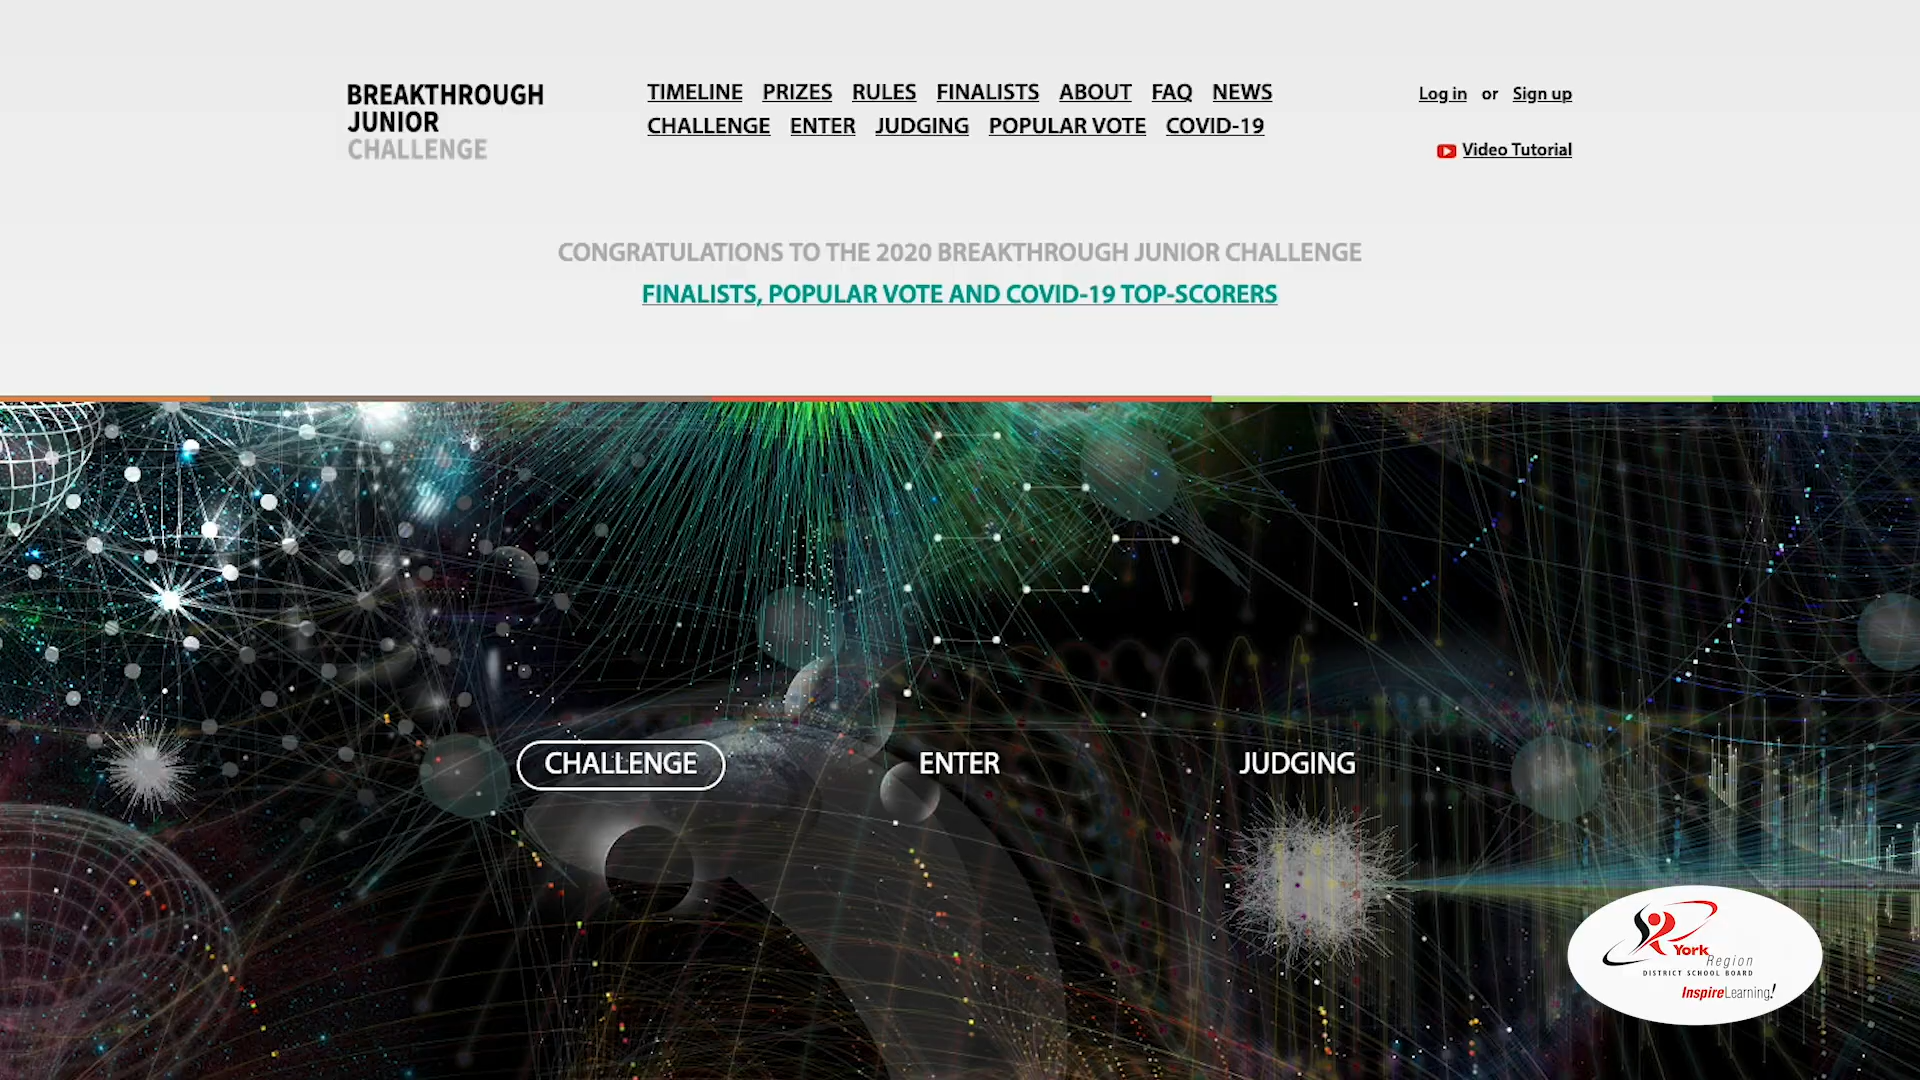 BREAKTHROUGH
JUNIOR
CHALLENGE
TIMELINE PRIZES RULES FINALISTS ABOUT FAQ NEWS
CHALLENGE ENTER JUDGING POPULAR VOTE COVID-19
Log in or Sign up
Video Tutorial
CONGRATULATIONS TO THE 2020 BREAKTHROUGH JUNIOR CHALLENGE
FINALISTS, POPULAR VOTE AND COVID-19 TOP-SCORERS
CHALLENGE ENTER JUDGING
York
Region
DISTRICT SCHOOL BOARD
InspireLearning!